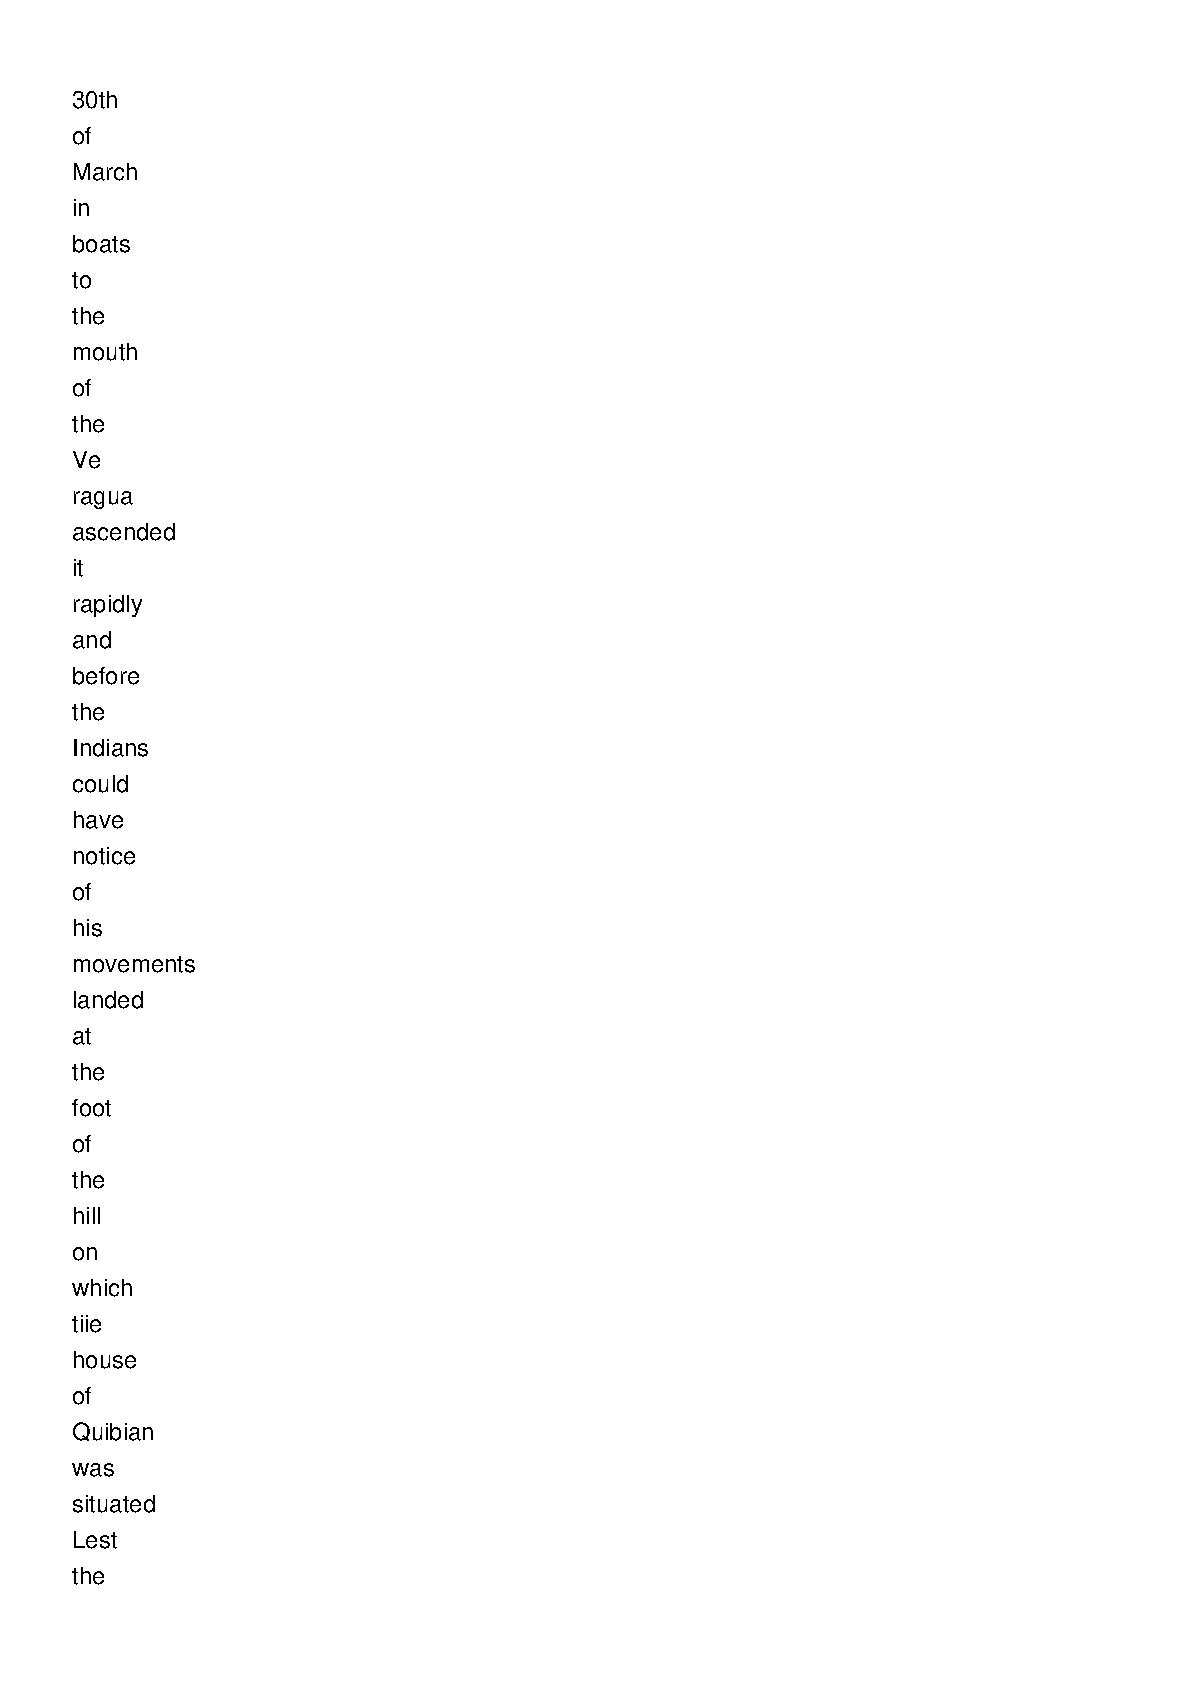 30th
of
March
in
boats
to
the
mouth
of
the
Ve
ragua
ascended
it
rapidly
and
before
the
Indians
could
have
notice
of
his
movements
landed
at
the
foot
of
the
hill
on
which
tiie
house
of
Quibian
was
situated
Lest
the